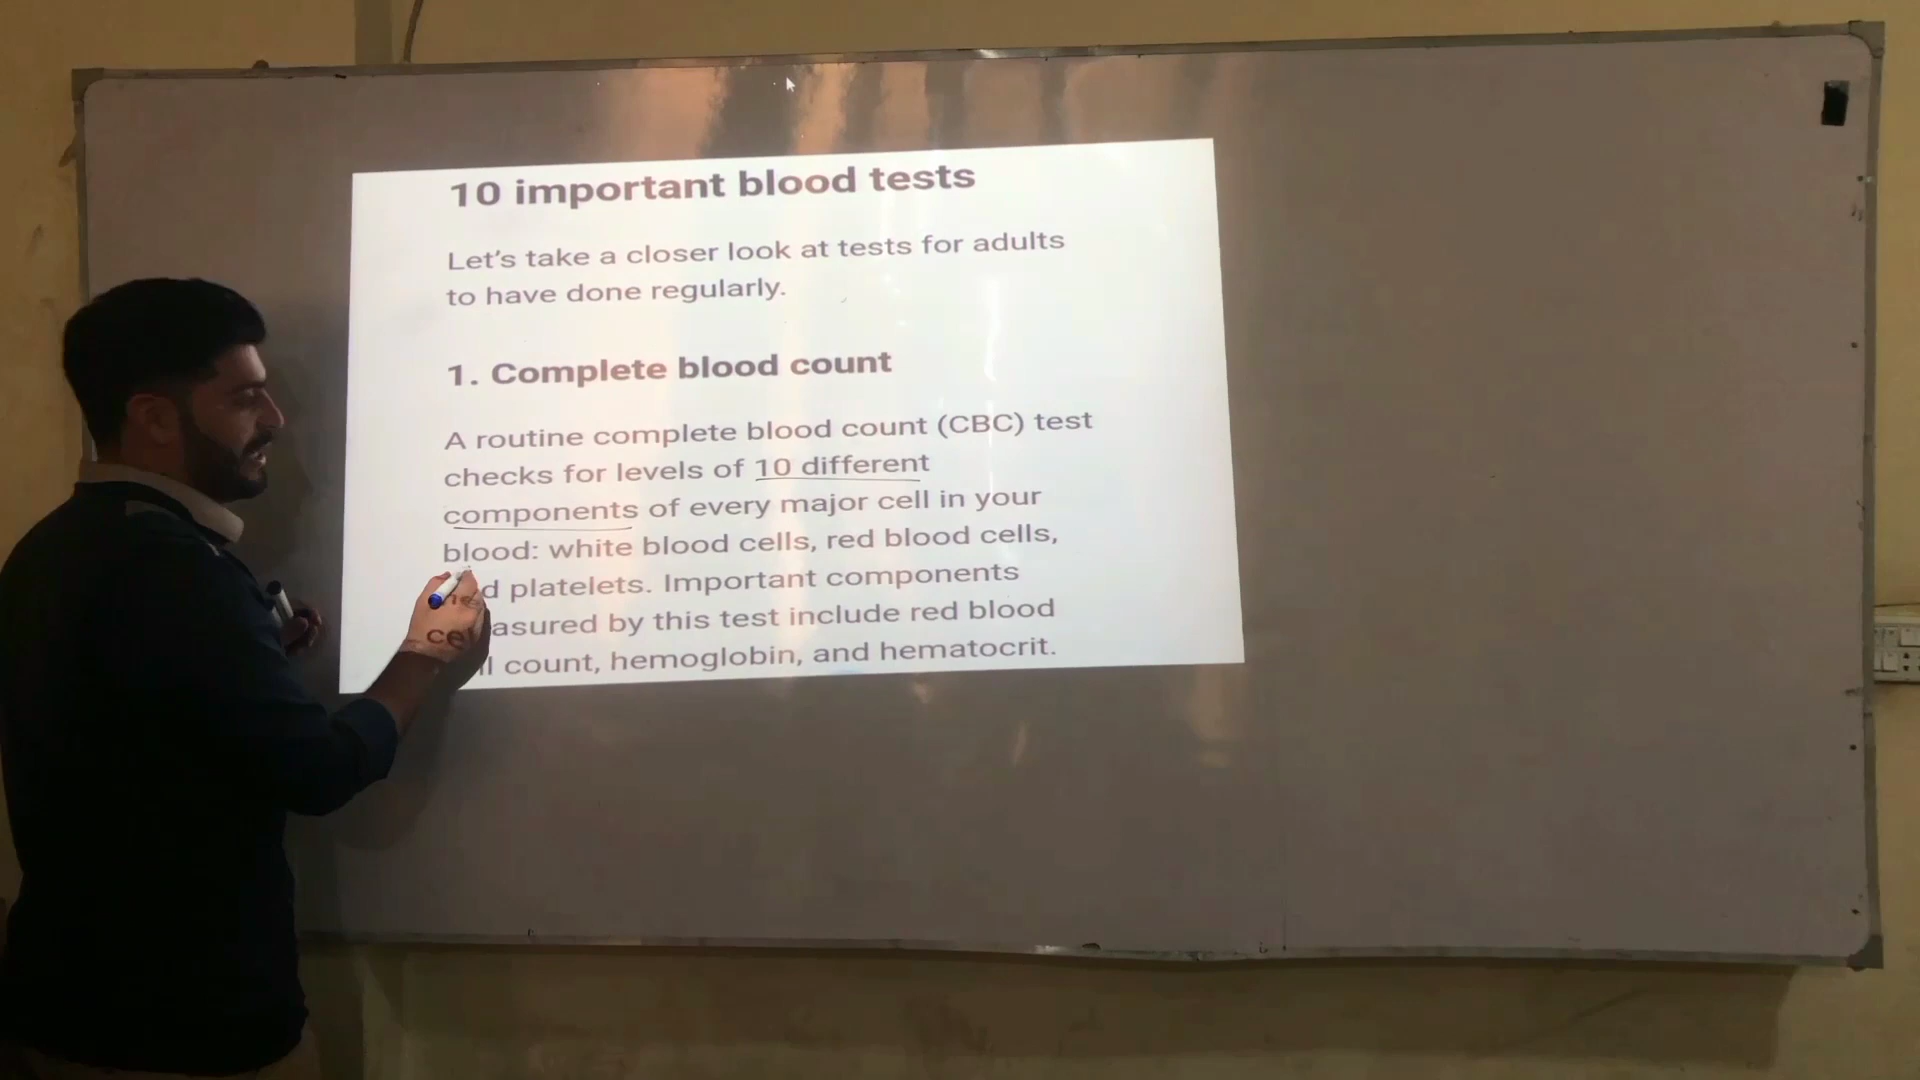 10 important blood tests
Let's take a closer look at tests for adults
to have done regularly.
1. Complete blood count
A routine complete blood count (CBC) test
checks for levels of 10 different
components of every major cell in your
blood: white blood cells, red blood cells,
platelets. Important components
by this test include red blood
count, hemoglobin, and hematocrit.